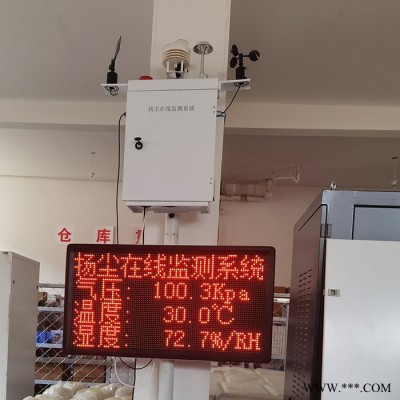 扬尘在线监测系统
仓 库
扬尘在线监测系统
气压: 100.3Kpa
温度: 30.0℃
湿度: 72.7%/RH
WWW.***.COM